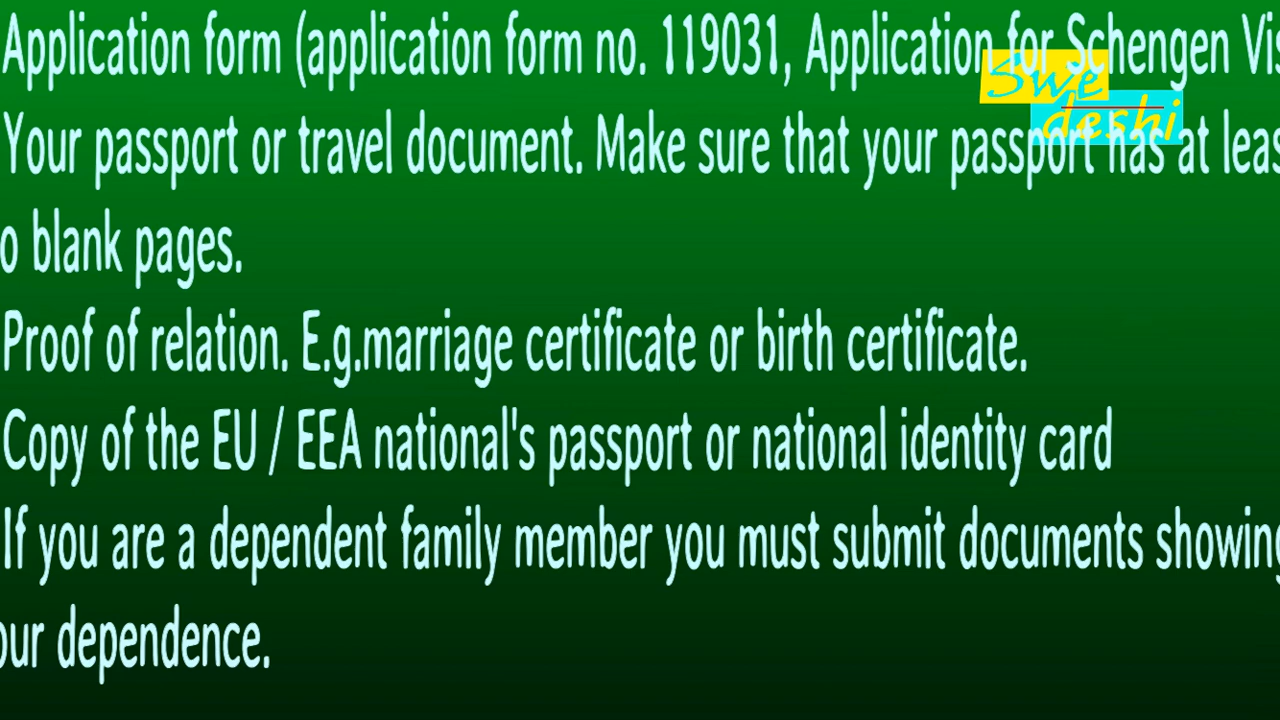 Application form (application form no. 119031, Application for Schengen Vis
Your passport or travel document. Make sure that your passport has at leas
o blank pages.
Proof of relation. E.g.marriage certificate or birth certificate.
Copy of the EU / EEA national's passport or national identity card
If you are a dependent family member you must submit documents showing
our dependence.
Swe
deshi